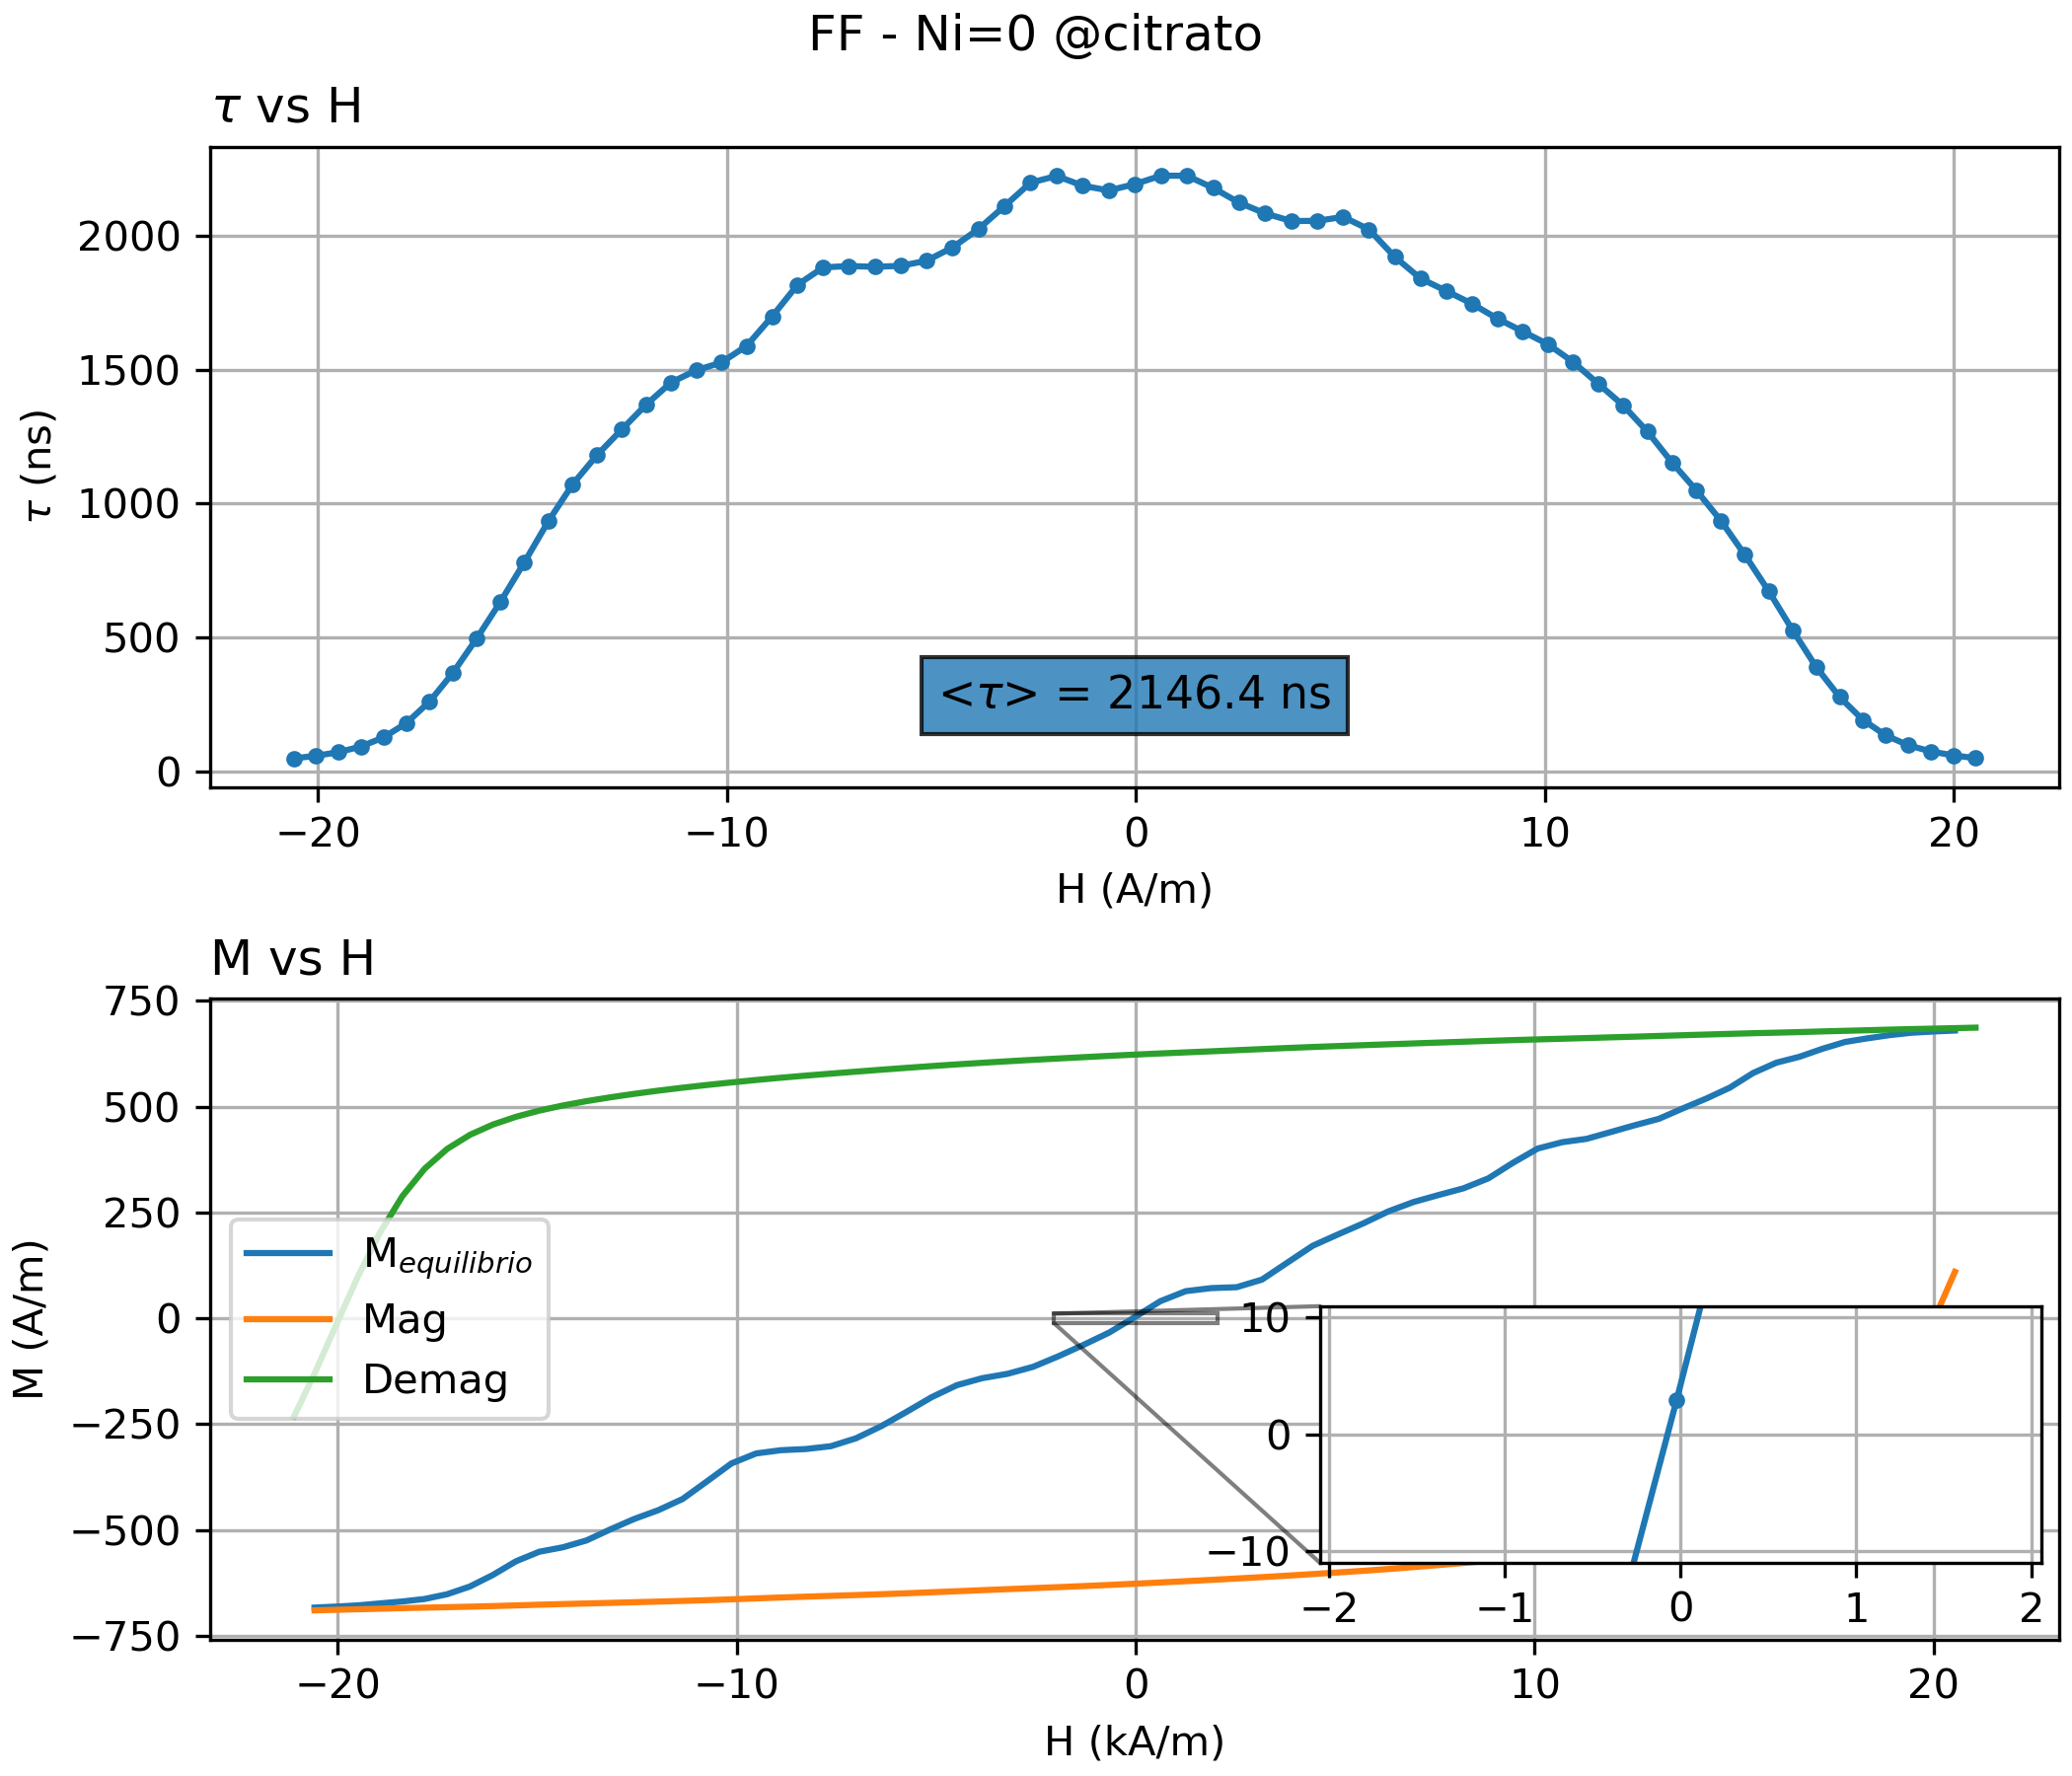 FF - Ni=0 @citrato
τ vs H
τ (ns)
2000
1500
1000
500
0
<τ> = 2146.4 ns
−20 −10 0 10 20
H (A/m)
M vs H
M (A/m)
750
500
250
0
−250
−500
−750
Mequilibrio
Mag
Demag
10
0
−10
−2 −1 0 1 2
−20 −10 0 10 20
H (kA/m)